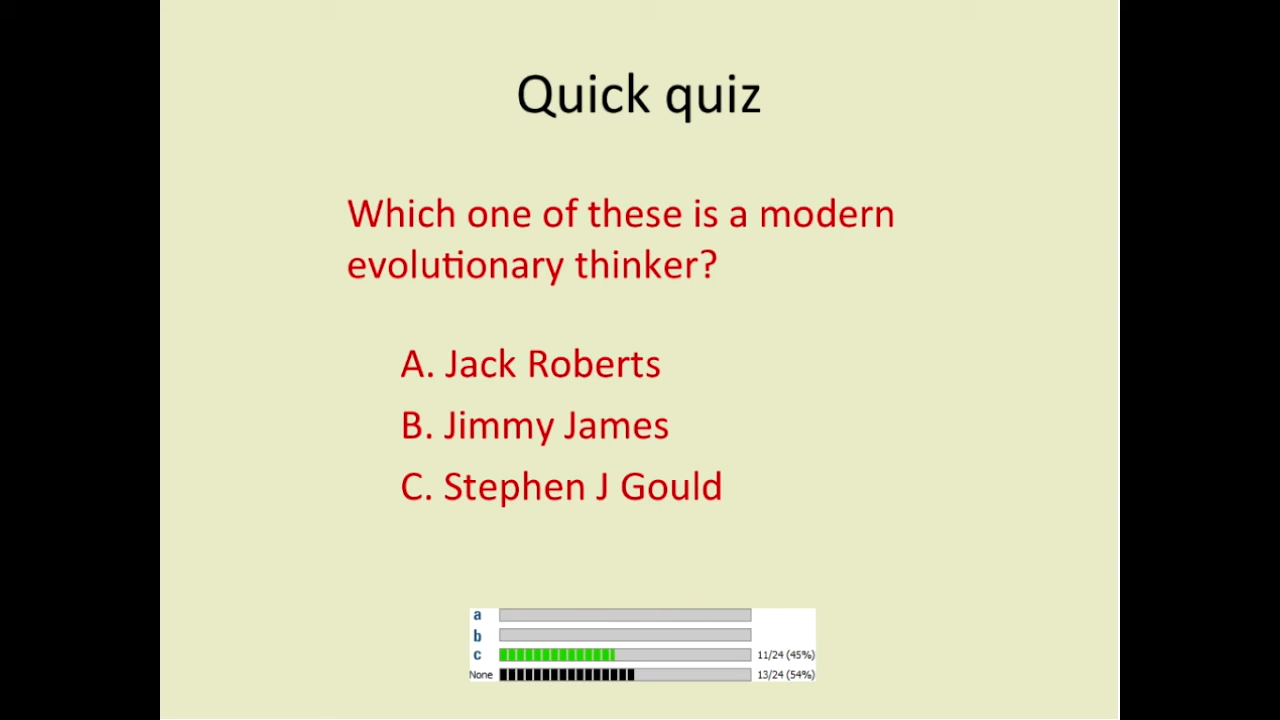 Quick quiz
Which one of these is a modern
evolutionary thinker?
A. Jack Roberts
B. Jimmy James
C. Stephen J Gould
a
b
c 11/24 (45%)
None 13/24 (54%)